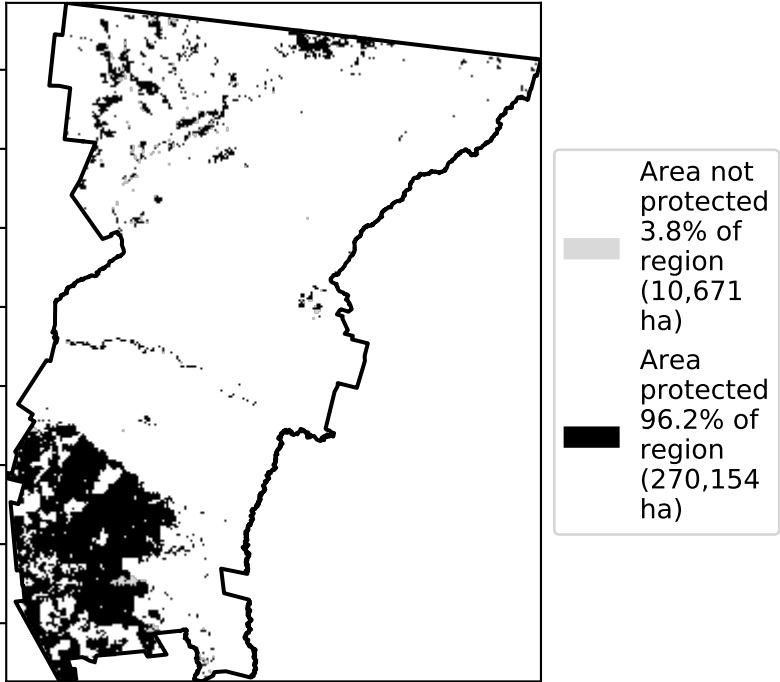 Area not
protected
3.8% of
region
(10,671
ha)
Area
protected
96.2% of
region
(270,154
ha)